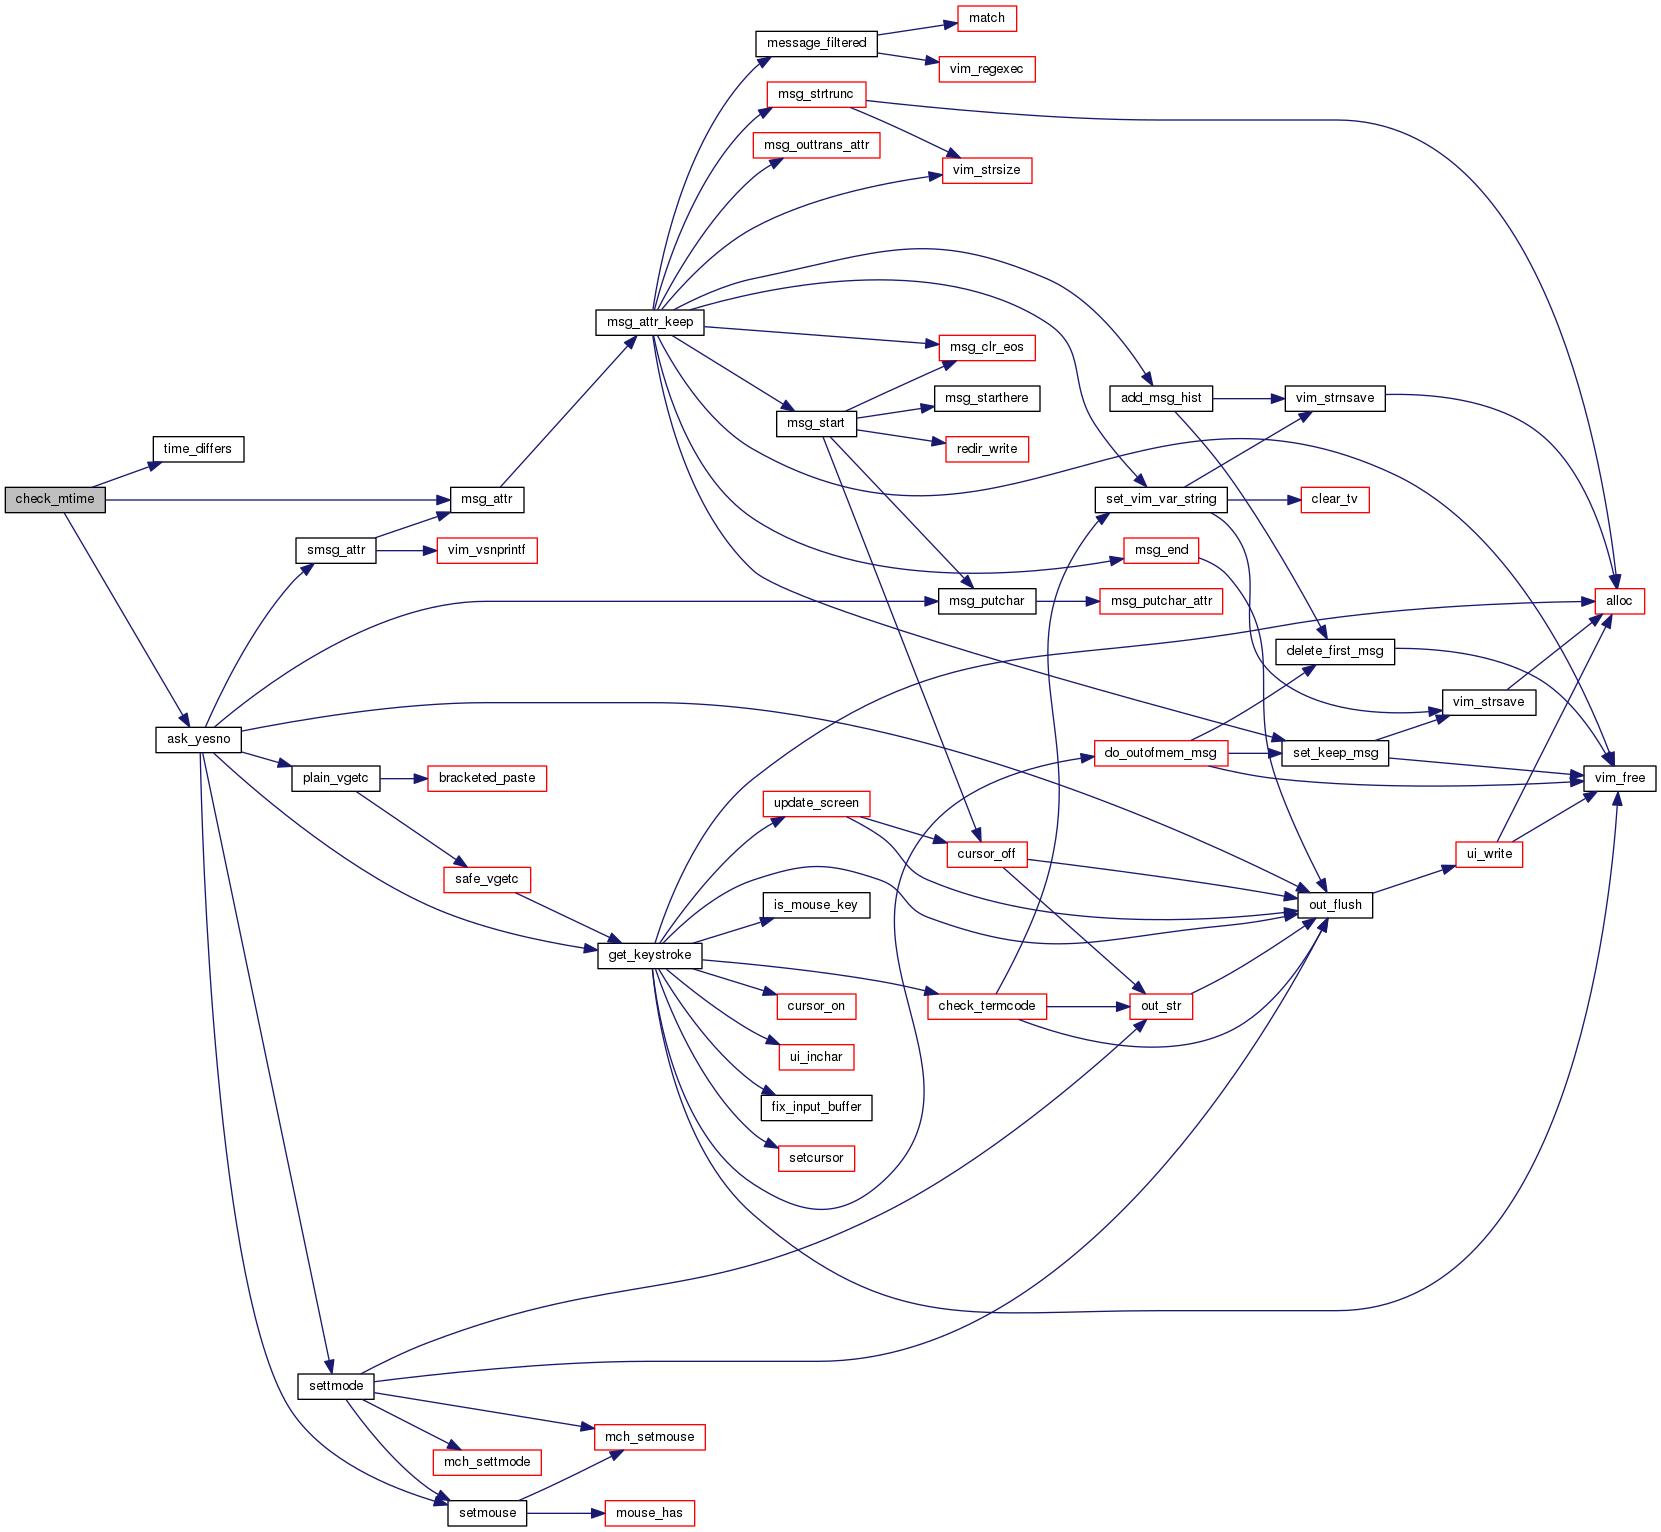 match
message_filtered
vim_regexec
msg_strtrunc
msg_outtrans_attr
vim_strsize
msg_attr_keep
msg_clr_eos
msg_starthere
add_msg_hist
vim_strnsave
msg_start
redir_write
time_differs
check_mtime
msg_attr
set_vim_var_string
clear_tv
smsg_attr
vim_vsnprintf
msg_end
msg_putchar
msg_putchar_attr
alloc
delete_first_msg
vim_strsave
ask_yesno
do_outofmem_msg
set_keep_msg
plain_vgetc
bracketed_paste
vim_free
update_screen
cursor_off
ui_write
safe_vgetc
is_mouse_key
out_flush
get_keystroke
cursor_on
check_termcode
out_str
ui_inchar
fix_input_buffer
setcursor
settmode
mch_setmouse
mch_settmode
setmouse
mouse_has